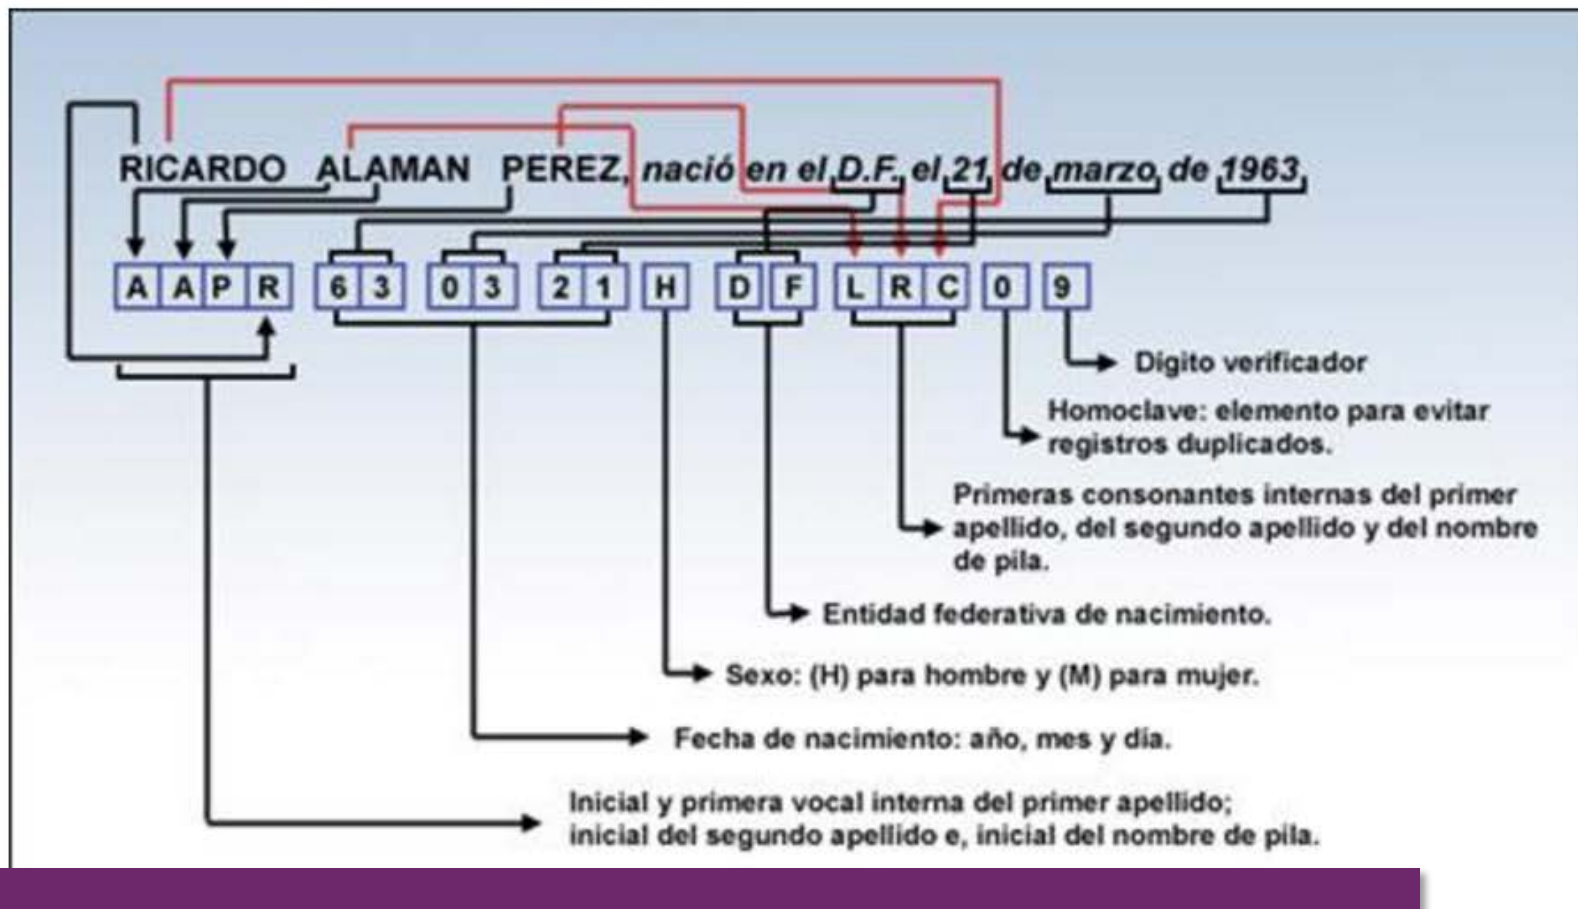 RICARDO ALAMAN PEREZ, nació en el D.F. el 21 de marzo de 1963.
A A P R 6 3 0 3 2 1 H D F L R C 0 9
Digito verificador
Homoclave: elemento para evitar
registros duplicados.
Primeras consonantes internas del primer
apellido, del segundo apellido y del nombre
de pila.
Entidad federativa de nacimiento.
Sexo: (H) para hombre y (M) para mujer.
Fecha de nacimiento: año, mes y día.
Inicial y primera vocal interna del primer apellido;
inicial del segundo apellido e, inicial del nombre de pila.